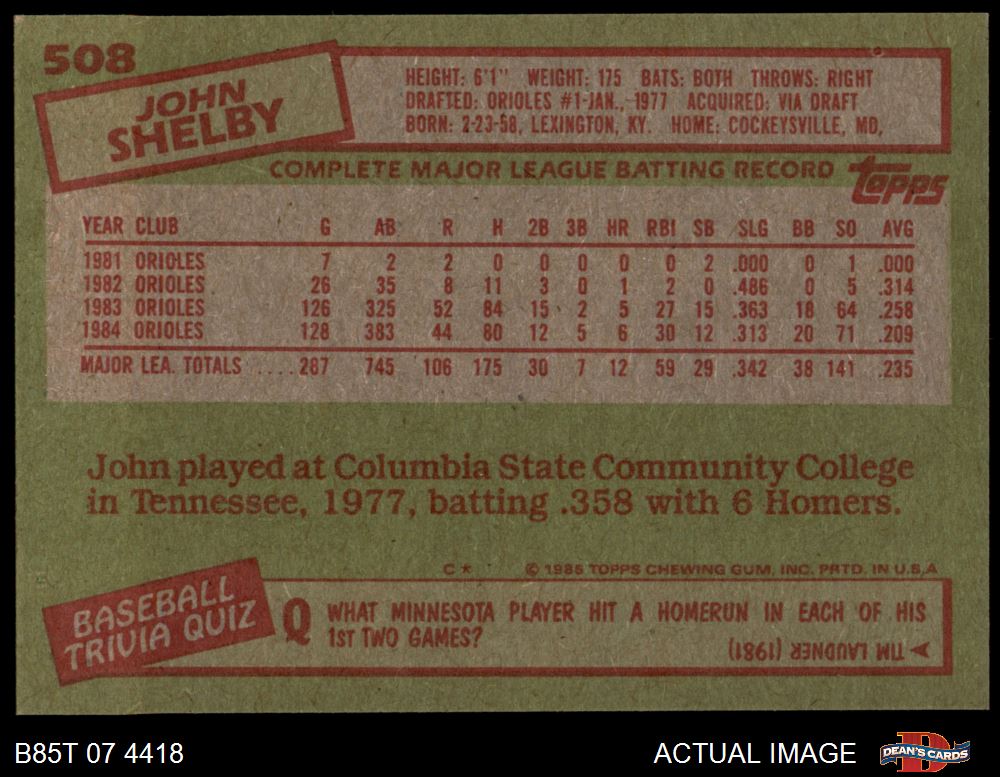 508
JOHN
SHELBY
HEIGHT: 6'1" WEIGHT: 175 BATS: BOTH THROWS: RIGHT
DRAFTED: ORIOLES #1-JAN., 1977 ACQUIRED: VIA DRAFT
BORN: 2-23-58, LEXINGTON, KY. HOME: COCKEYSVILLE, MD,
COMPLETE MAJOR LEAGUE BATTING RECORD
topps
YEAR CLUB G AB R H 2B 3B HR RBI SB SLG BB SO AVG
1981 ORIOLES 7 2 2 0 0 0 0 0 2 .000 0 1 .000
1982 ORIOLES 26 35 8 11 3 0 1 2 0 .486 0 5 .314
1983 ORIOLES 126 325 52 84 15 2 5 27 15 .363 18 64 .258
1984 ORIOLES 128 383 44 80 12 5 6 30 12 .313 20 71 .209
MAJOR LEA. TOTALS ....287 745 106 175 30 7 12 59 29 .342 38 141 .235
John played at Columbia State Community College
in Tennessee, 1977, batting .358 with 6 Homers.
C * © 1985 TOPPS CHEWING GUM, INC. PRTD. IN U.S.A
BASEBALL
TRIVIA QUIZ
Q WHAT MINNESOTA PLAYER HIT A HOMERUN IN EACH OF HIS
1ST TWO GAMES?
TIM LAUDNER (1981)
B85T 07 4418
ACTUAL IMAGE
D
DEAN'S CARDS